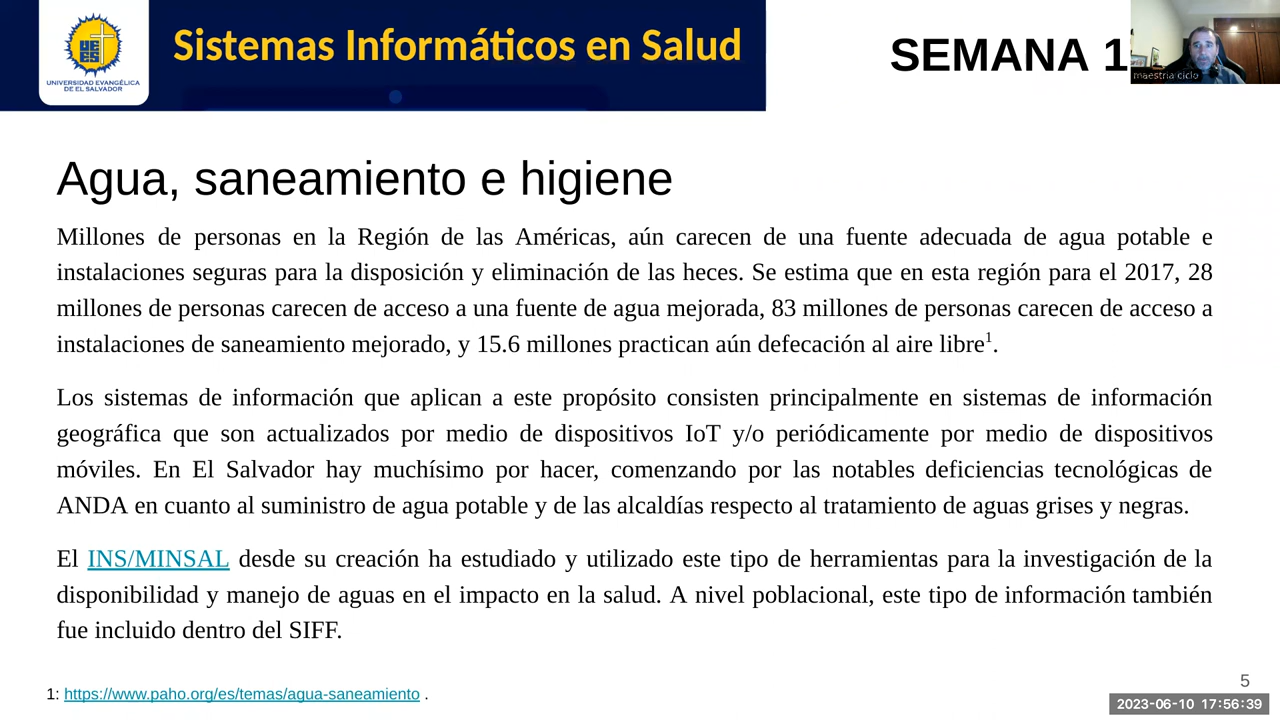 UNIVERSIDAD EVANGÉLICA
DE EL SALVADOR
Sistemas Informáticos en Salud
SEMANA 1
maestria ciclo
Agua, saneamiento e higiene
Millones de personas en la Región de las Américas, aún carecen de una fuente adecuada de agua potable e
instalaciones seguras para la disposición y eliminación de las heces. Se estima que en esta región para el 2017, 28
millones de personas carecen de acceso a una fuente de agua mejorada, 83 millones de personas carecen de acceso a
instalaciones de saneamiento mejorado, y 15.6 millones practican aún defecación al aire libre¹.
Los sistemas de información que aplican a este propósito consisten principalmente en sistemas de información
geográfica que son actualizados por medio de dispositivos IoT y/o periódicamente por medio de dispositivos
móviles. En El Salvador hay muchísimo por hacer, comenzando por las notables deficiencias tecnológicas de
ANDA en cuanto al suministro de agua potable y de las alcaldías respecto al tratamiento de aguas grises y negras.
El INS/MINSAL desde su creación ha estudiado y utilizado este tipo de herramientas para la investigación de la
disponibilidad y manejo de aguas en el impacto en la salud. A nivel poblacional, este tipo de información también
fue incluido dentro del SIFF.
1: https://www.paho.org/es/temas/agua-saneamiento .
5
2023-06-10 17:56:39